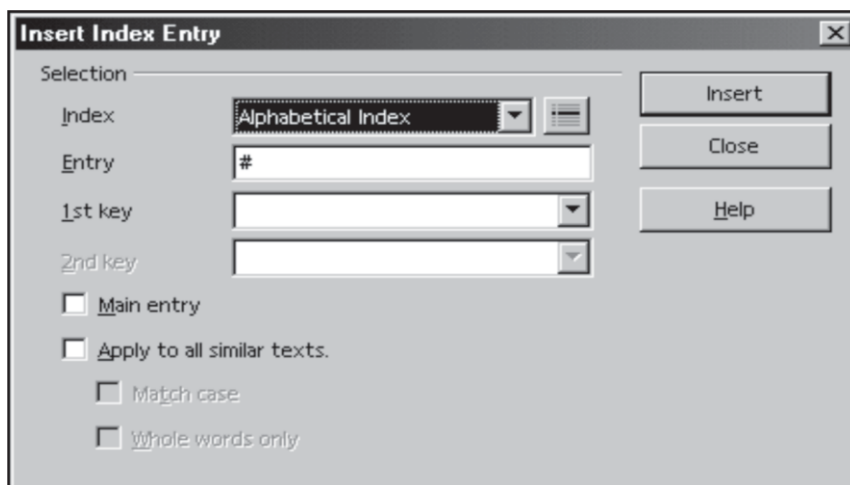 Insert Index Entry
Selection
Index Alphabetical Index
Entry #
1st key
2nd key
Main entry
Apply to all similar texts.
Match case
Whole words only
Insert
Close
Help